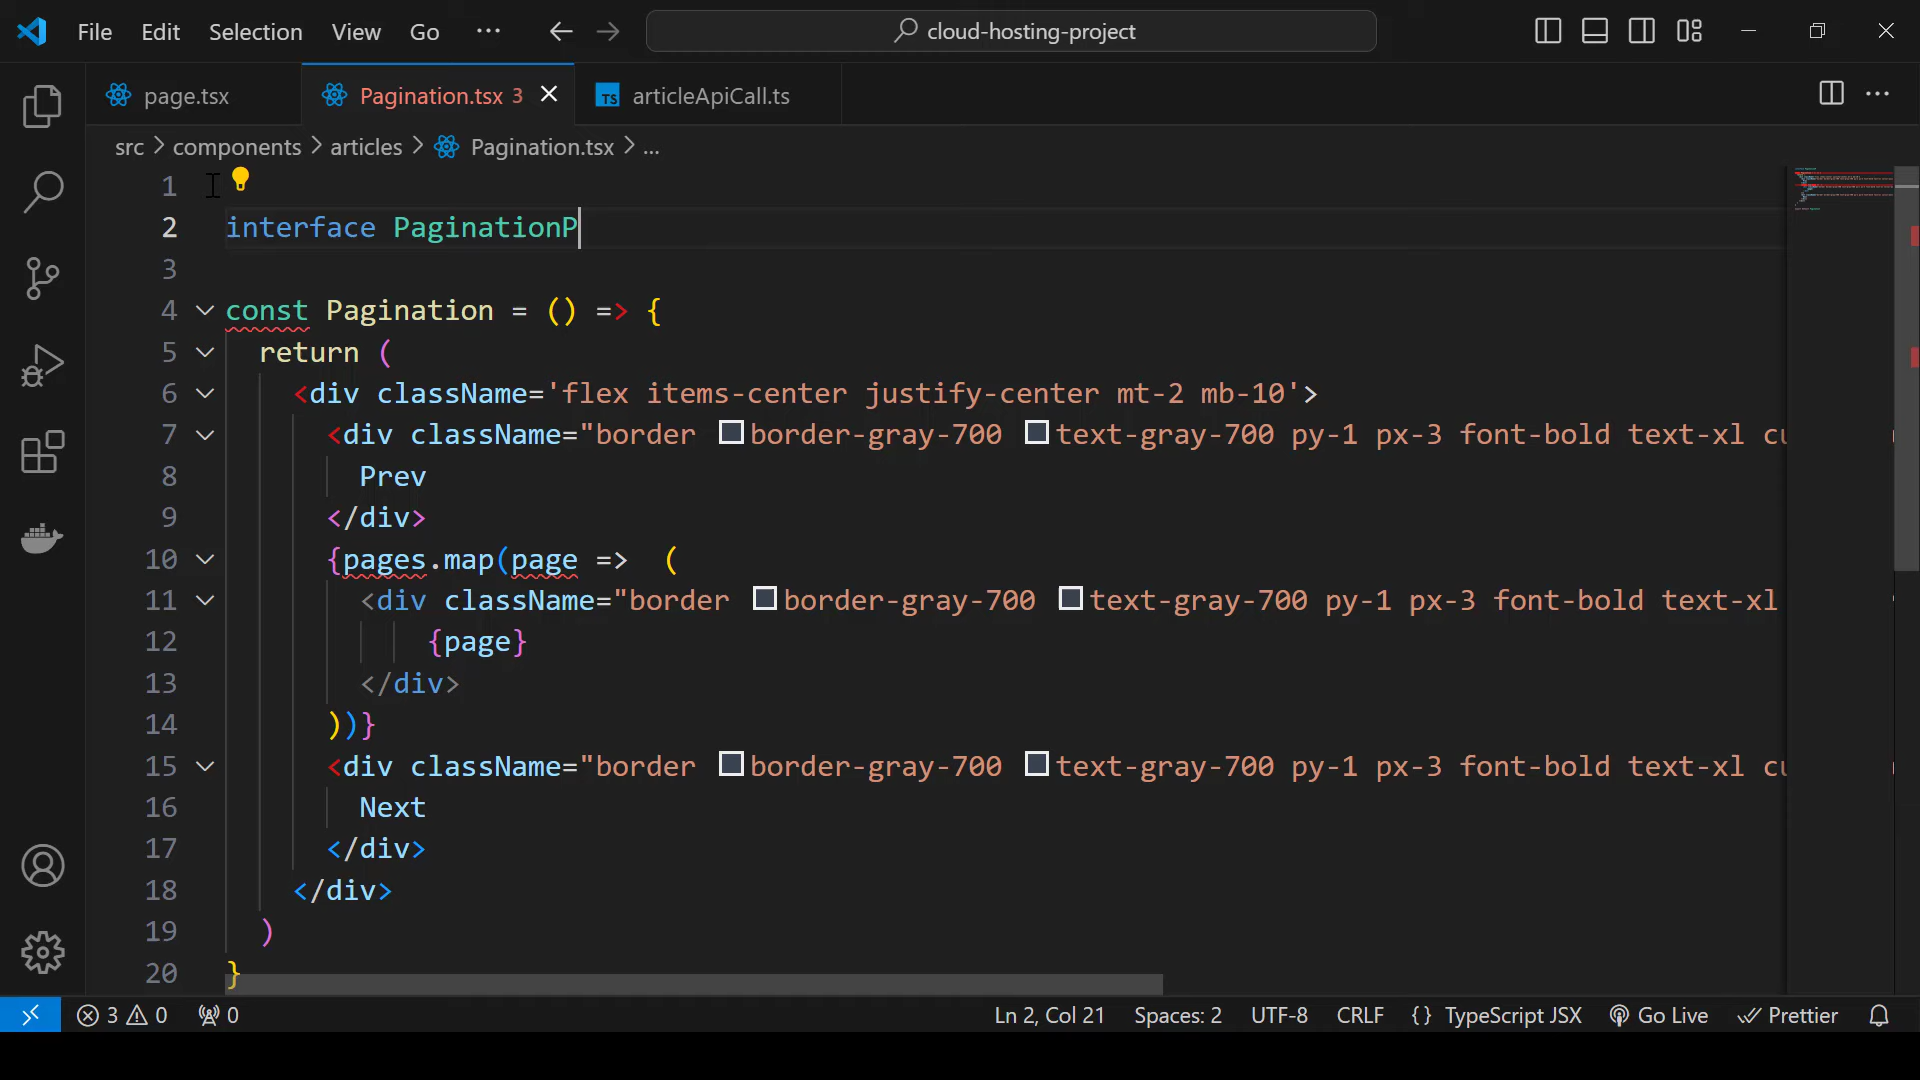 File Edit Selection View Go ··· cloud-hosting-project
page.tsx Pagination.tsx 3 TS articleApiCall.ts
src > components > articles > Pagination.tsx > ...
1
2 interface PaginationP
3
4 const Pagination = () => {
5 return (
6 <div className='flex items-center justify-center mt-2 mb-10'>
7 <div className="border border-gray-700 text-gray-700 py-1 px-3 font-bold text-xl cu
8 Prev
9 </div>
10 {pages.map(page => (
11 <div className="border border-gray-700 text-gray-700 py-1 px-3 font-bold text-xl
12 {page}
13 </div>
14 ))}
15 <div className="border border-gray-700 text-gray-700 py-1 px-3 font-bold text-xl cu
16 Next
17 </div>
18 </div>
19 )
20 }
3 0 0 Ln 2, Col 21 Spaces: 2 UTF-8 CRLF {} TypeScript JSX Go Live Prettier